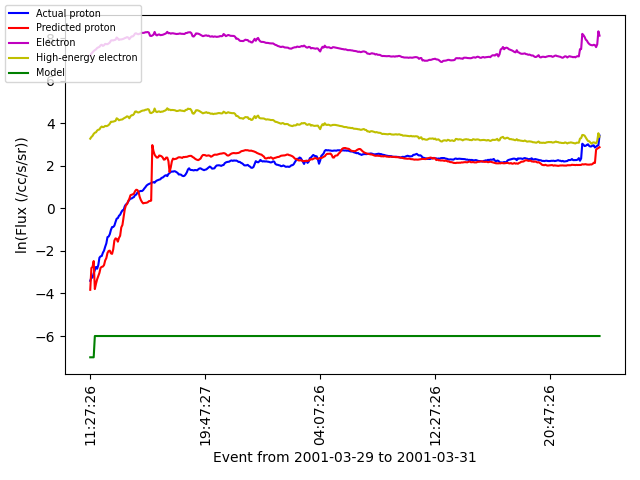 Actual proton
Predicted proton
Electron
High-energy electron
Model
8
6
4
2
0
−2
−4
−6
ln(Flux (/cc/s/sr))
11:27:26
19:47:27
04:07:26
12:27:26
20:47:26
Event from 2001-03-29 to 2001-03-31